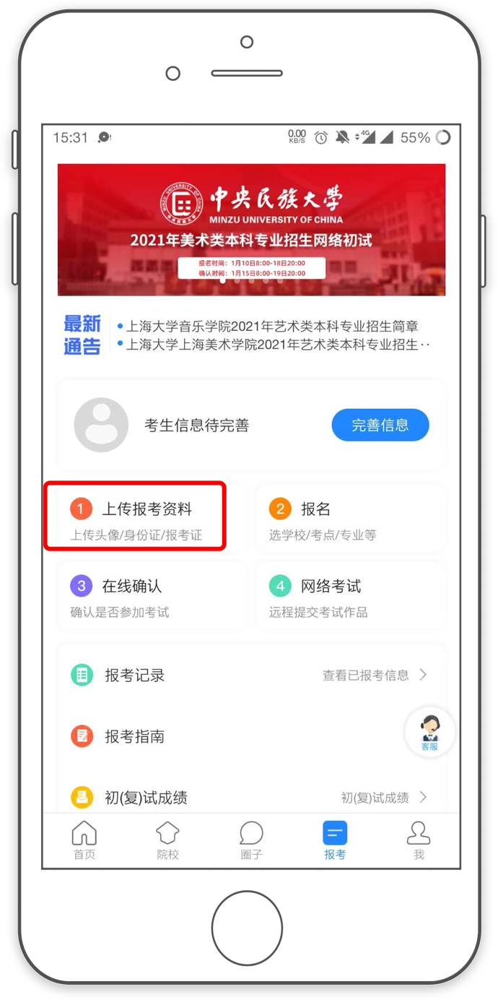 15:31
0.00
KB/S
4G
55%
中央民族大学
MINZU UNIVERSITY OF CHINA
2021年美术类本科专业招生网络初试
报名时间：1月10日8:00-18日20:00
确认时间：1月15日8:00-19日20:00
最新
通告
上海大学音乐学院2021年艺术类本科专业招生简章
上海大学上海美术学院2021年艺术类本科专业招生··
考生信息待完善
完善信息
1 上传报考资料
上传头像/身份证/报考证
2 报名
选学校/考点/专业等
3 在线确认
确认是否参加考试
4 网络考试
远程提交考试作品
报考记录 查看已报考信息
报考指南
客服
初(复)试成绩 初(复)试成绩
首页 院校 圈子 报考 我